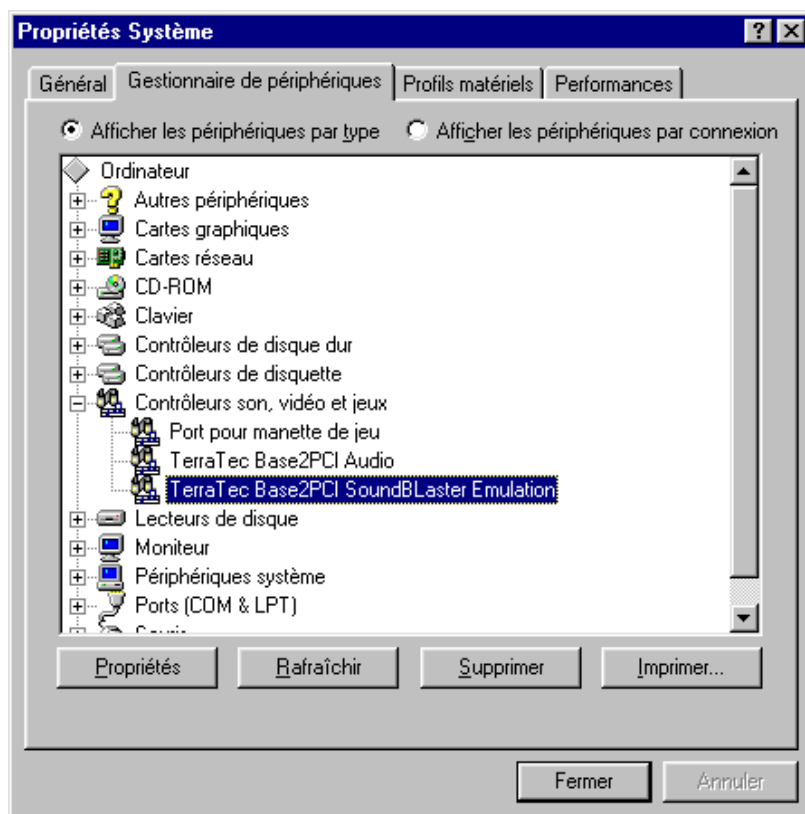 Propriétés Système
Général Gestionnaire de périphériques Profils matériels Performances
Afficher les périphériques par type Afficher les périphériques par connexion
Ordinateur
Autres périphériques
Cartes graphiques
Cartes réseau
CD-ROM
Clavier
Contrôleurs de disque dur
Contrôleurs de disquette
Contrôleurs son, vidéo et jeux
Port pour manette de jeu
TerraTec Base2PCI Audio
TerraTec Base2PCI SoundBLaster Emulation
Lecteurs de disque
Moniteur
Périphériques système
Ports (COM & LPT)
Propriétés Rafraîchir Supprimer Imprimer...
Fermer Annuler